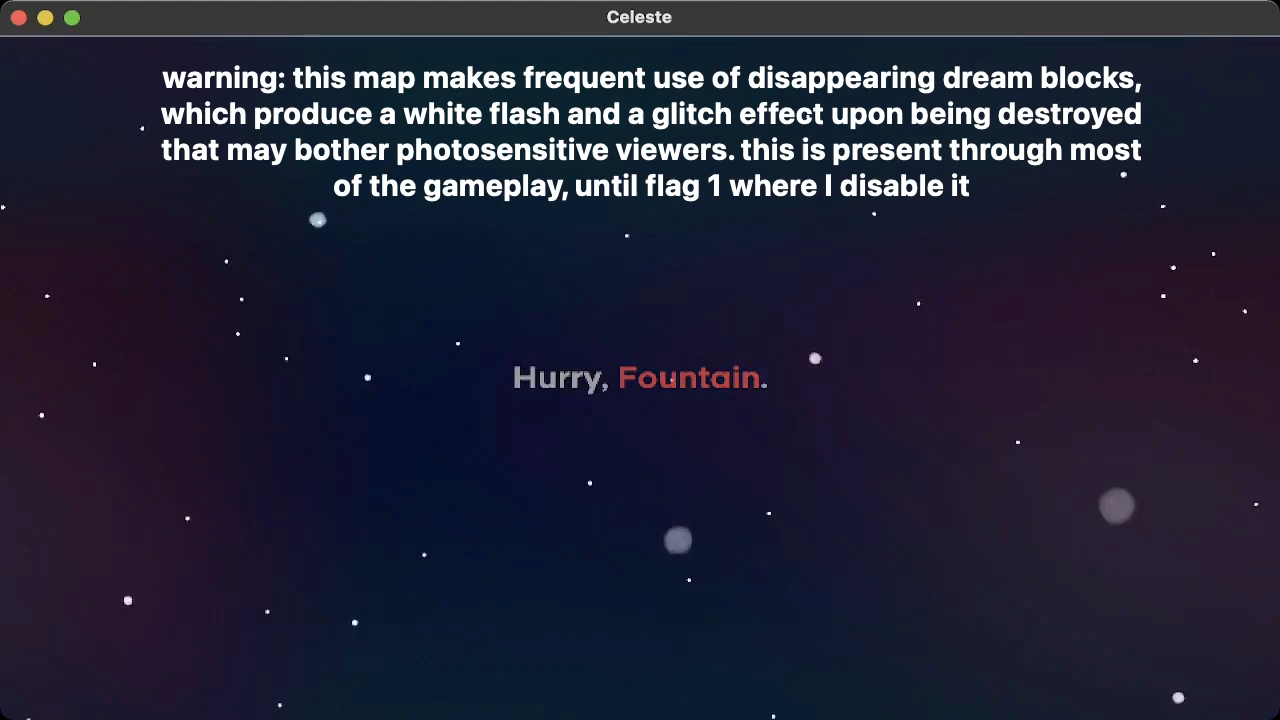 Celeste
warning: this map makes frequent use of disappearing dream blocks,
which produce a white flash and a glitch effect upon being destroyed
that may bother photosensitive viewers. this is present through most
of the gameplay, until flag 1 where I disable it
Hurry, Fountain.